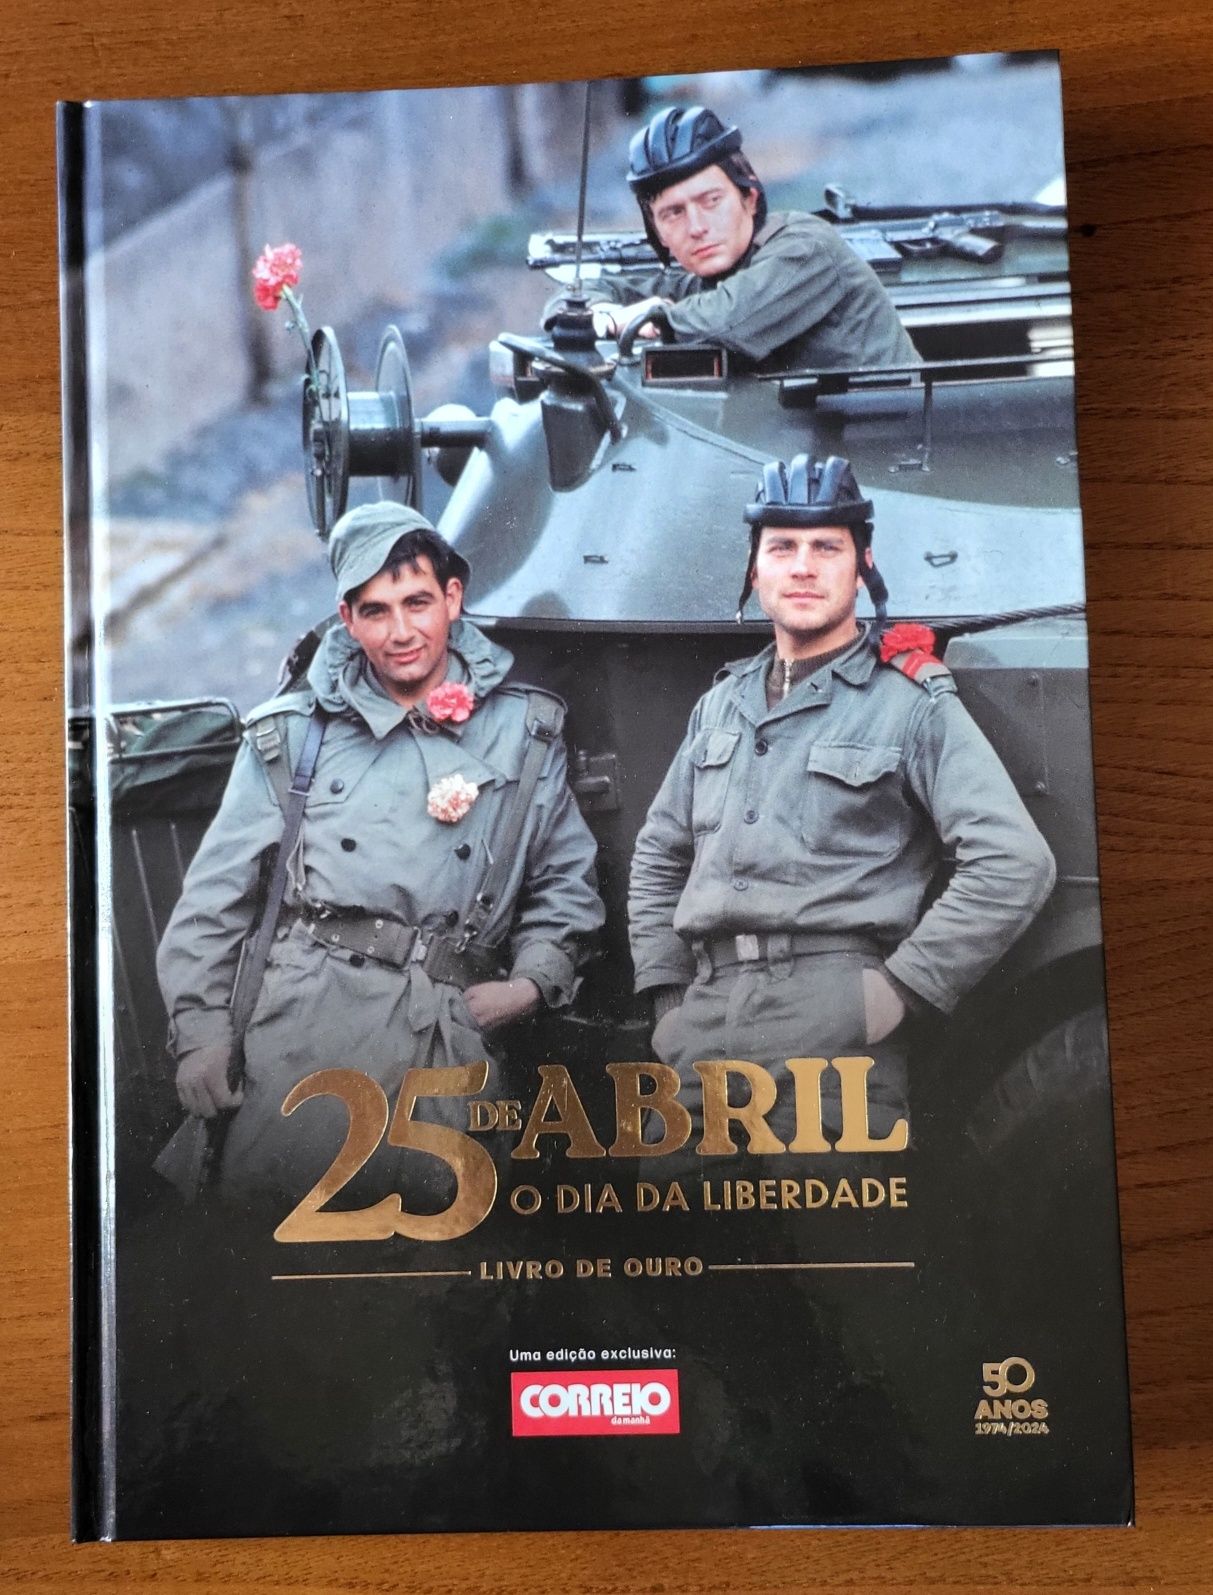 25 DE ABRIL
O DIA DA LIBERDADE
LIVRO DE OURO
Uma edição exclusiva:
CORREIO
da manhã
50
ANOS
1974/2024